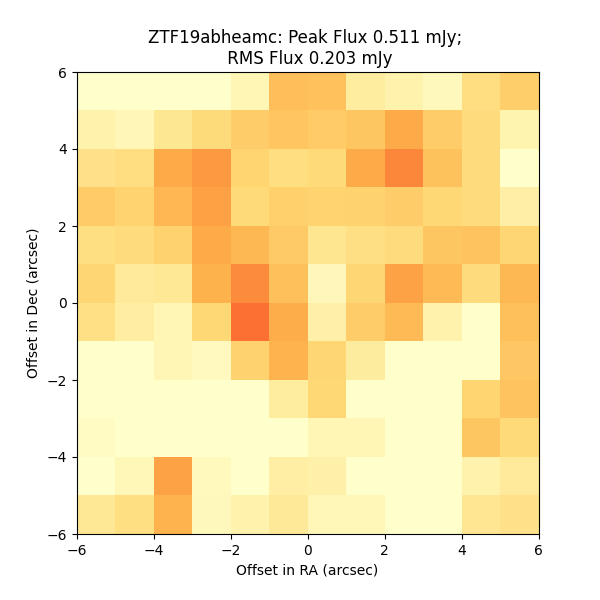 ZTF19abheamc: Peak Flux 0.511 mJy;
RMS Flux 0.203 mJy
6
4
2
0
−2
−4
−6
Offset in Dec (arcsec)
−6 −4 −2 0 2 4 6
Offset in RA (arcsec)